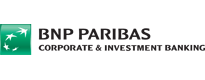 BNP PARIBAS
CORPORATE & INVESTMENT BANKING